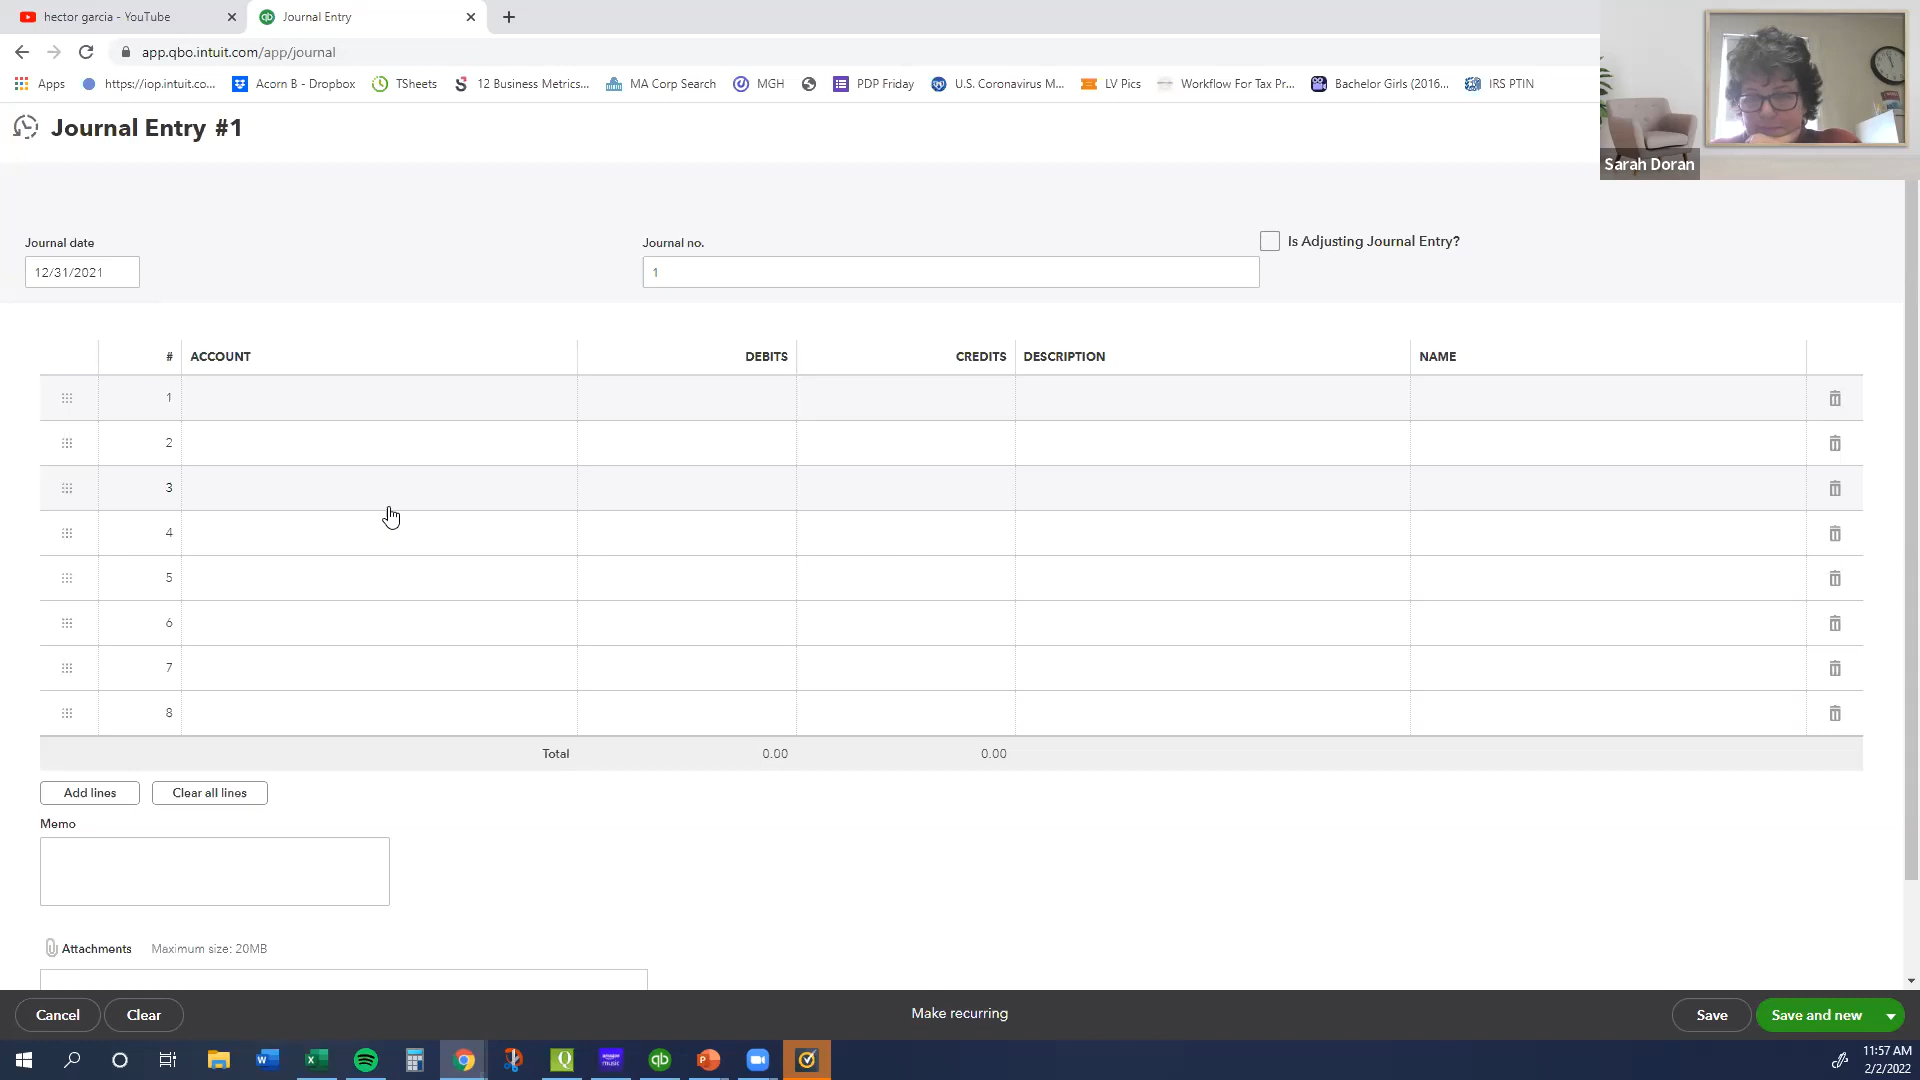 hector garcia - YouTube
Journal Entry
app.qbo.intuit.com/app/journal
Apps
https://iop.intuit.co...
Acorn B - Dropbox
TSheets
12 Business Metrics...
MA Corp Search
MGH
PDP Friday
U.S. Coronavirus M...
LV Pics
Workflow For Tax Pr...
Bachelor Girls (2016...
IRS PTIN
Journal Entry #1
Sarah Doran
Journal date
Journal no.
Is Adjusting Journal Entry?
12/31/2021
1
# ACCOUNT DEBITS CREDITS DESCRIPTION NAME
1
2
3
4
5
6
7
8
Total 0.00 0.00
Add lines Clear all lines
Memo
Attachments Maximum size: 20MB
Cancel Clear Make recurring Save Save and new
11:57 AM
2/2/2022